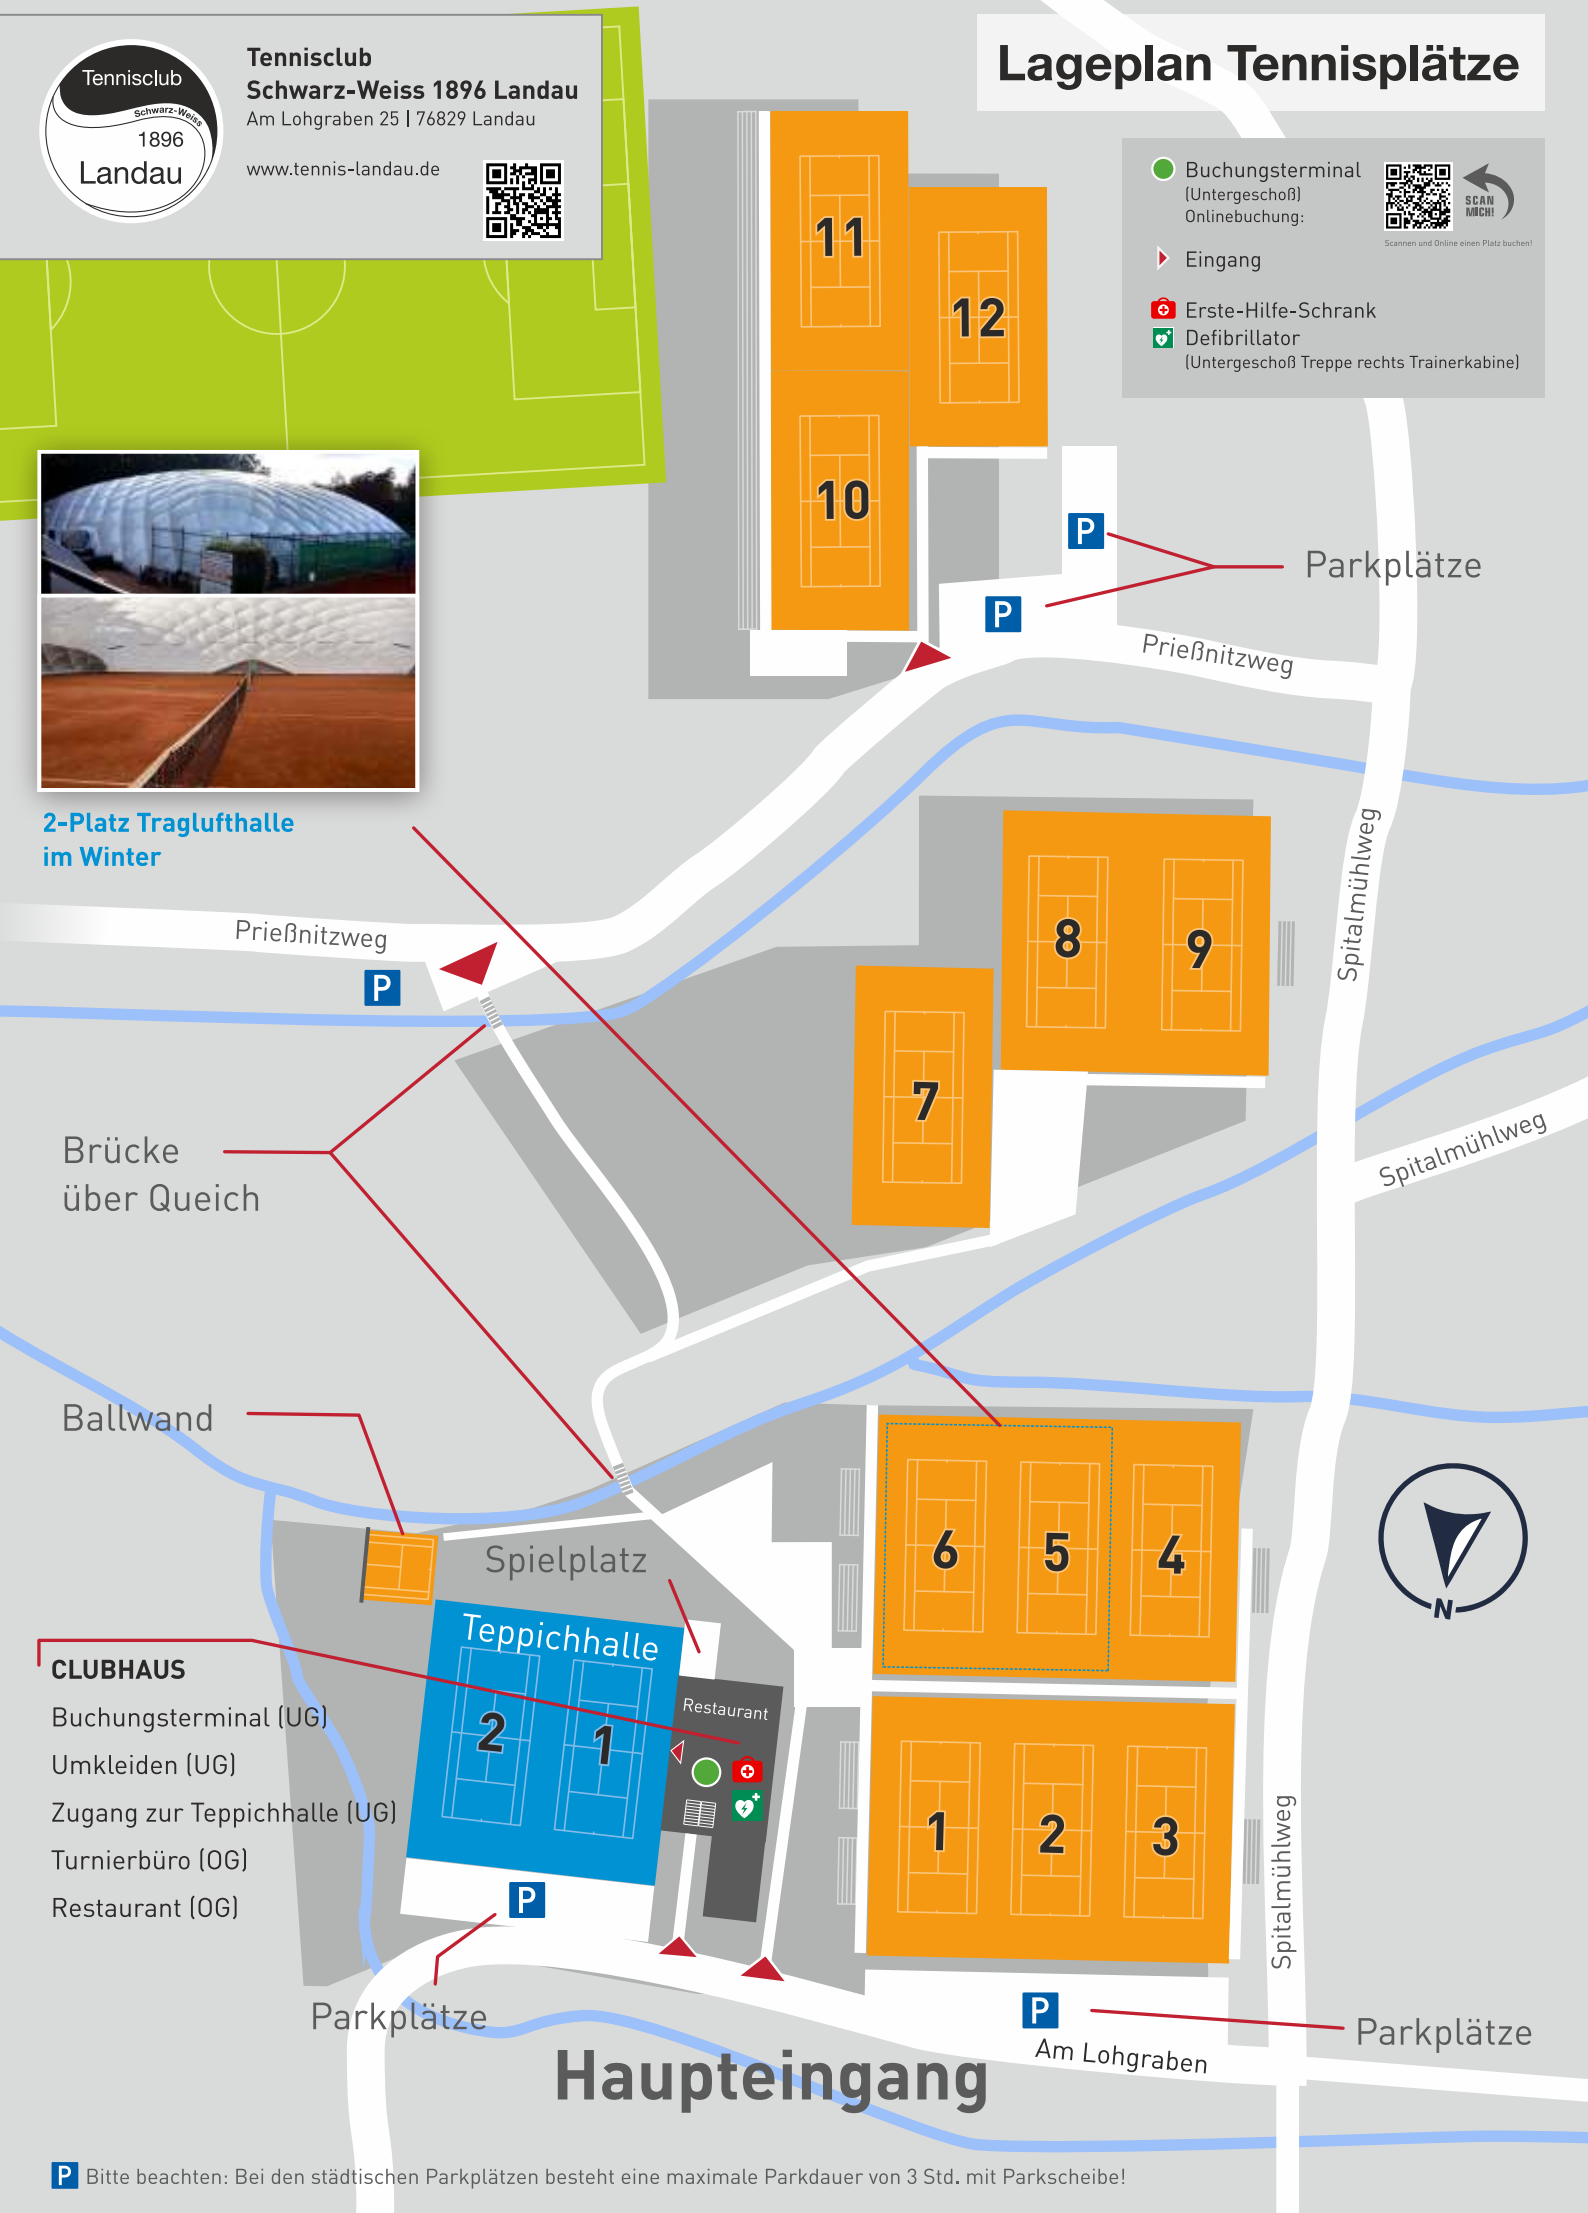 Tennisclub
Schwarz-Weiss
1896
Landau
Tennisclub
Schwarz-Weiss 1896 Landau
Am Lohgraben 25 | 76829 Landau
www.tennis-landau.de
Lageplan Tennisplätze
Buchungsterminal
(Untergeschoß)
Onlinebuchung:
SCAN
MICH!
Scannen und Online einen Platz buchen!
Eingang
Erste-Hilfe-Schrank
Defibrillator
(Untergeschoß Treppe rechts Trainerkabine)
11
12
10
P
Parkplätze
P
Prießnitzweg
2-Platz Traglufthalle
im Winter
Spitalmühlweg
8
9
Prießnitzweg
P
7
Brücke
über Queich
Spitalmühlweg
Ballwand
6
5
4
N
Spielplatz
Teppichhalle
2
1
Restaurant
CLUBHAUS
Buchungsterminal (UG)
Umkleiden (UG)
Zugang zur Teppichhalle (UG)
Turnierbüro (OG)
Restaurant (OG)
1
2
3
Spitalmühlweg
P
Parkplätze
P
Parkplätze
Am Lohgraben
Haupteingang
P Bitte beachten: Bei den städtischen Parkplätzen besteht eine maximale Parkdauer von 3 Std. mit Parkscheibe!